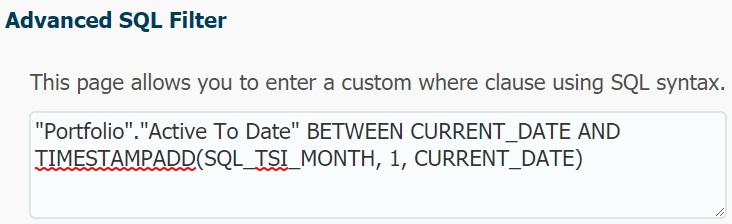 Advanced SQL Filter
This page allows you to enter a custom where clause using SQL syntax.
"Portfolio"."Active To Date" BETWEEN CURRENT_DATE AND
TIMESTAMPADD(SQL_TSI_MONTH, 1, CURRENT_DATE)